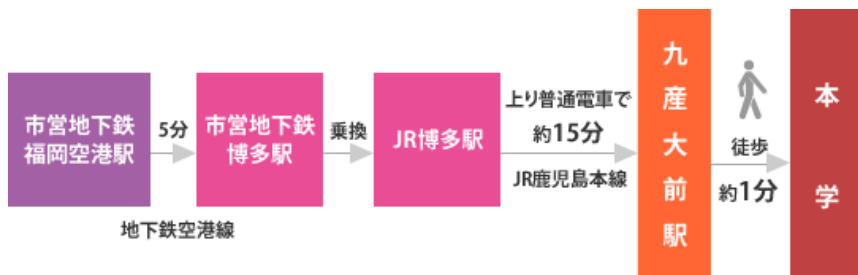 市営地下鉄
福岡空港駅
5分
地下鉄空港線
市営地下鉄
博多駅
乗換
JR博多駅
上り普通電車で
約15分
JR鹿児島本線
九産大前駅
徒歩
約1分
本学